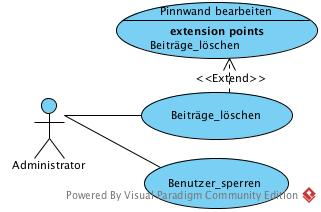 Pinnwand bearbeiten
extension points
Beiträge_löschen
<<Extend>>
Beiträge_löschen
Administrator
Benutzer_sperren
Powered By Visual Paradigm Community Edition